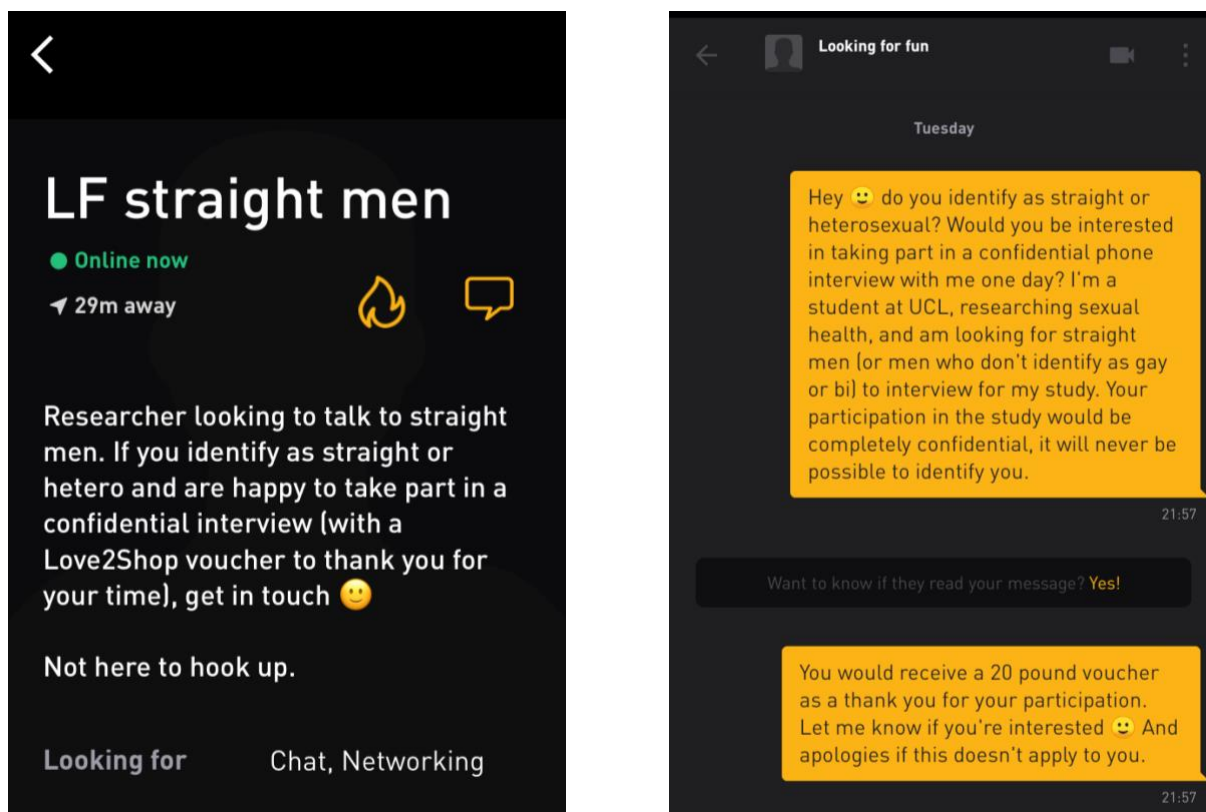 LF straight men
Online now
29m away
Researcher looking to talk to straight
men. If you identify as straight or
hetero and are happy to take part in a
confidential interview (with a
Love2Shop voucher to thank you for
your time), get in touch 🙂
Not here to hook up.
Looking for Chat, Networking
Looking for fun
Tuesday
Hey 🙂 do you identify as straight or
heterosexual? Would you be interested
in taking part in a confidential phone
interview with me one day? I'm a
student at UCL, researching sexual
health, and am looking for straight
men (or men who don't identify as gay
or bi) to interview for my study. Your
participation in the study would be
completely confidential, it will never be
possible to identify you.
21:57
Want to know if they read your message? Yes!
You would receive a 20 pound voucher
as a thank you for your participation.
Let me know if you're interested 🙂 And
apologies if this doesn't apply to you.
21:57